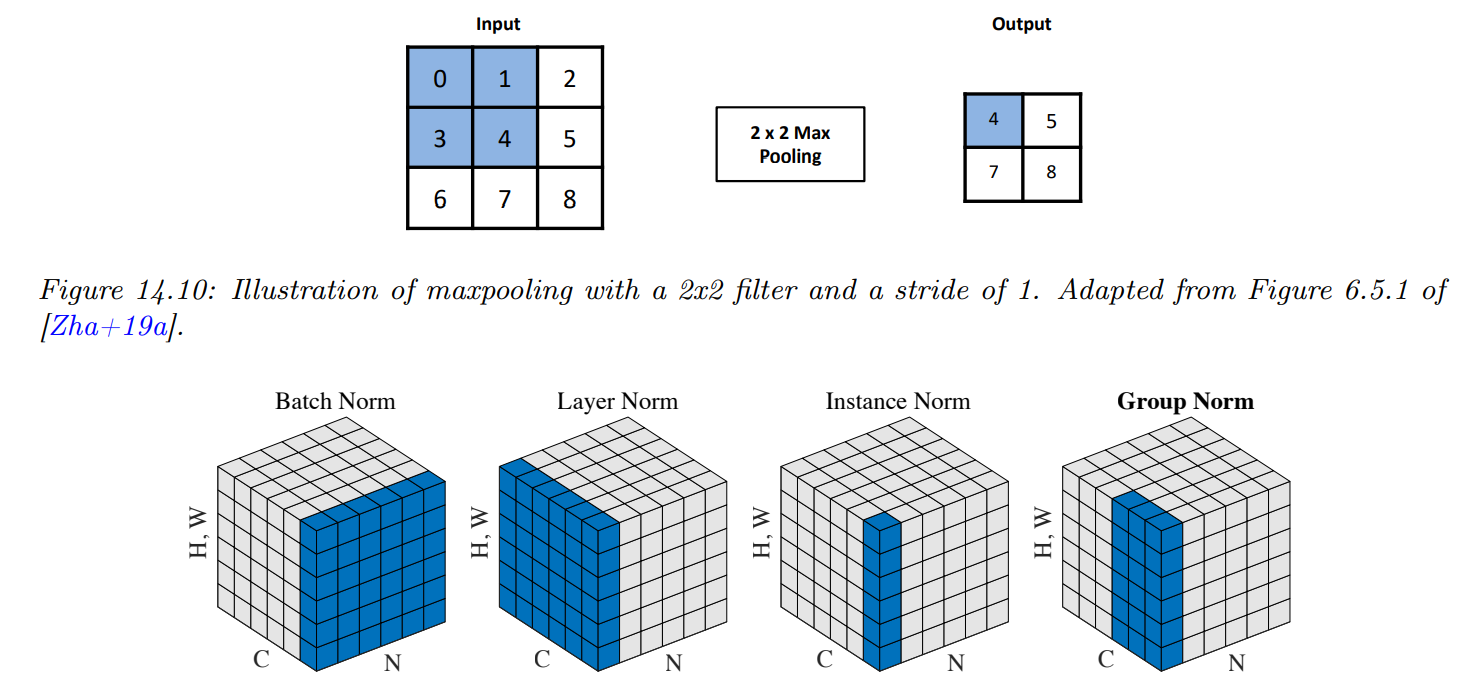 Input
Output
0 1 2
3 4 5
6 7 8
2 x 2 Max
Pooling
4 5
7 8
Figure 14.10: Illustration of maxpooling with a 2x2 filter and a stride of 1. Adapted from Figure 6.5.1 of
[Zha+19a].
Batch Norm
H, W
C
N
Layer Norm
H, W
C
N
Instance Norm
H, W
C
N
Group Norm
H, W
C
N